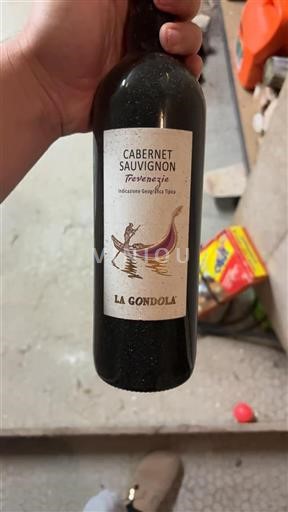 CABERNET
SAUVIGNON
Trevenezie
Indicazione Geografica Tipica
LA GONDOLA